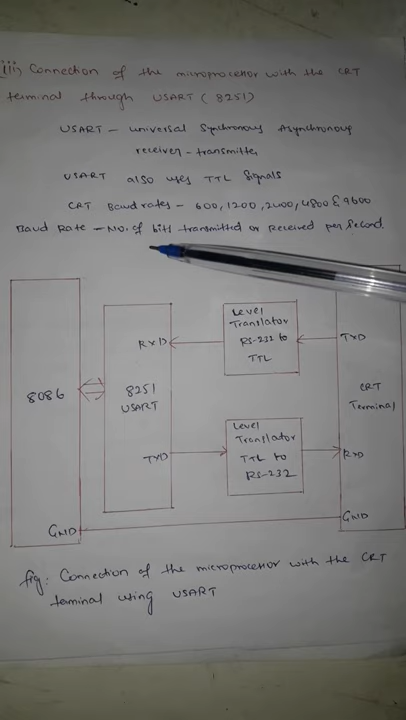 (iii) Connection of the microprocessor with the CRT
terminal through USART (8251)
USART - universal Synchronous Asynchronous
receiver - transmitter
USART also uses TTL Signals
CRT Baud rates - 600, 1200, 2400, 4800 & 9600
Baud Rate - No. of bits transmitted or Received per Second.
8086
8251
USART
RXD
TXD
Level
Translator
RS-232 to
TTL
Level
Translator
TTL to
RS-232
TXD
CRT
Terminal
RXD
GND
GND
fig: Connection of the microprocessor with the CRT
terminal using USART